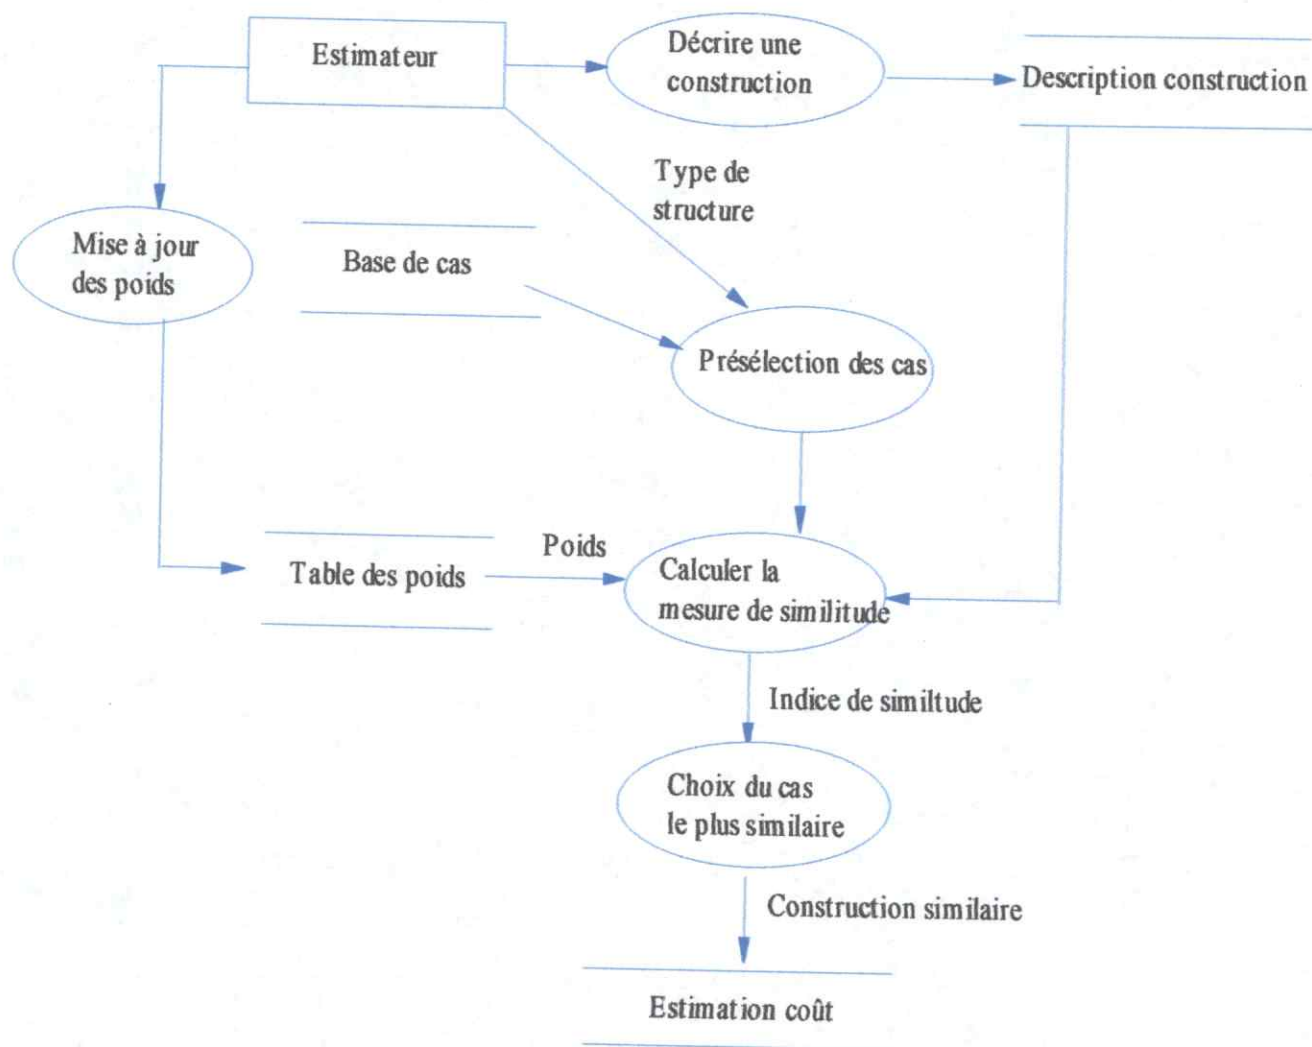 Estimateur
Décrire une
construction
Description construction
Type de
structure
Mise à jour
des poids
Base de cas
Présélection des cas
Poids
Table des poids
Calculer la
mesure de similitude
Indice de similtude
Choix du cas
le plus similaire
Construction similaire
Estimation coût